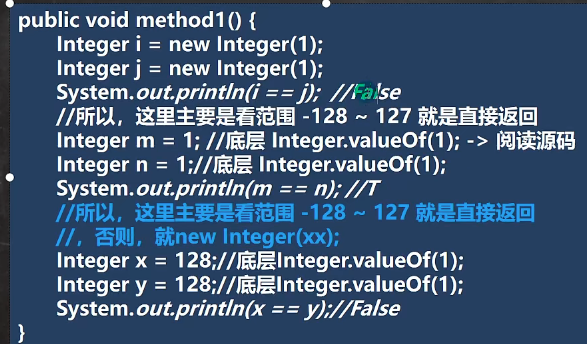 public void method1() {
Integer i = new Integer(1);
Integer j = new Integer(1);
System.out.println(i == j); //False
//所以，这里主要是看范围 -128 ~ 127 就是直接返回
Integer m = 1; //底层 Integer.valueOf(1); -> 阅读源码
Integer n = 1;//底层 Integer.valueOf(1);
System.out.println(m == n); //T
//所以，这里主要是看范围 -128 ~ 127 就是直接返回
//，否则，就new Integer(xx);
Integer x = 128;//底层Integer.valueOf(1);
Integer y = 128;//底层Integer.valueOf(1);
System.out.println(x == y);//False
}